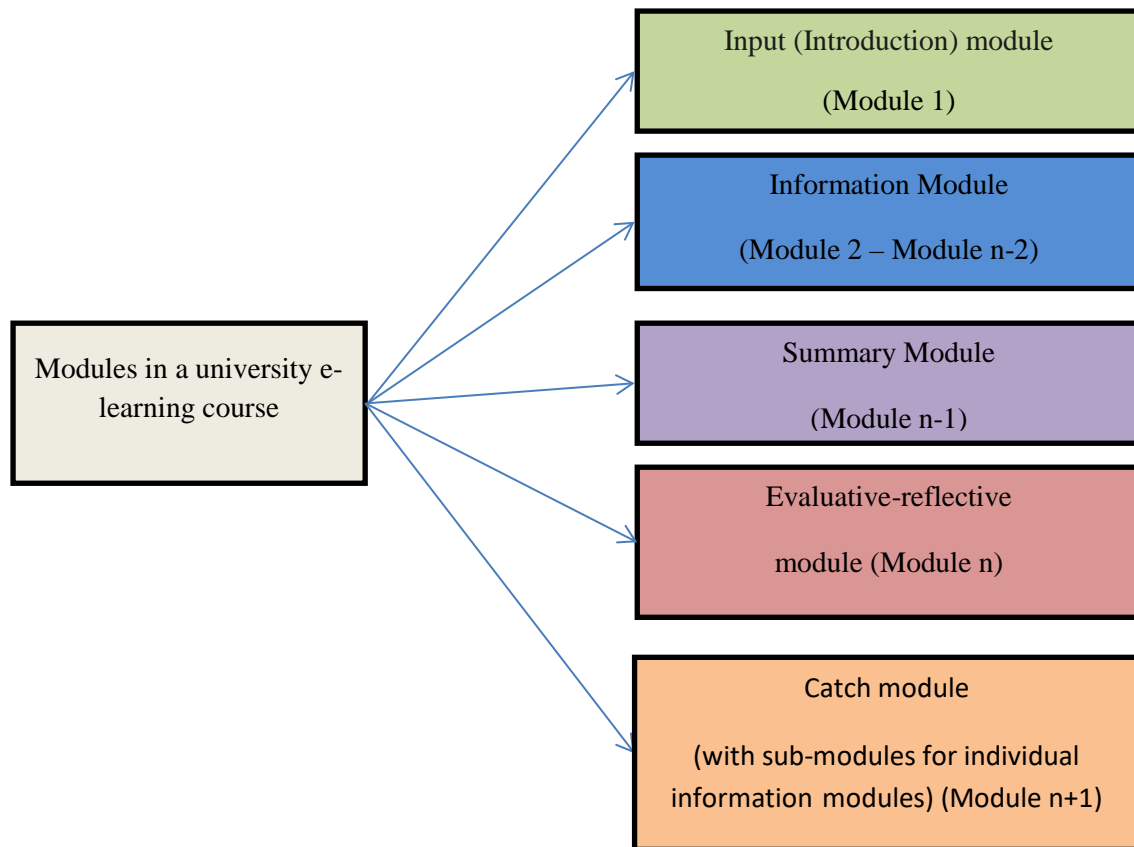 Input (Introduction) module
(Module 1)
Information Module
(Module 2 – Module n-2)
Modules in a university e-
learning course
Summary Module
(Module n-1)
Evaluative-reflective
module (Module n)
Catch module
(with sub-modules for individual
information modules) (Module n+1)